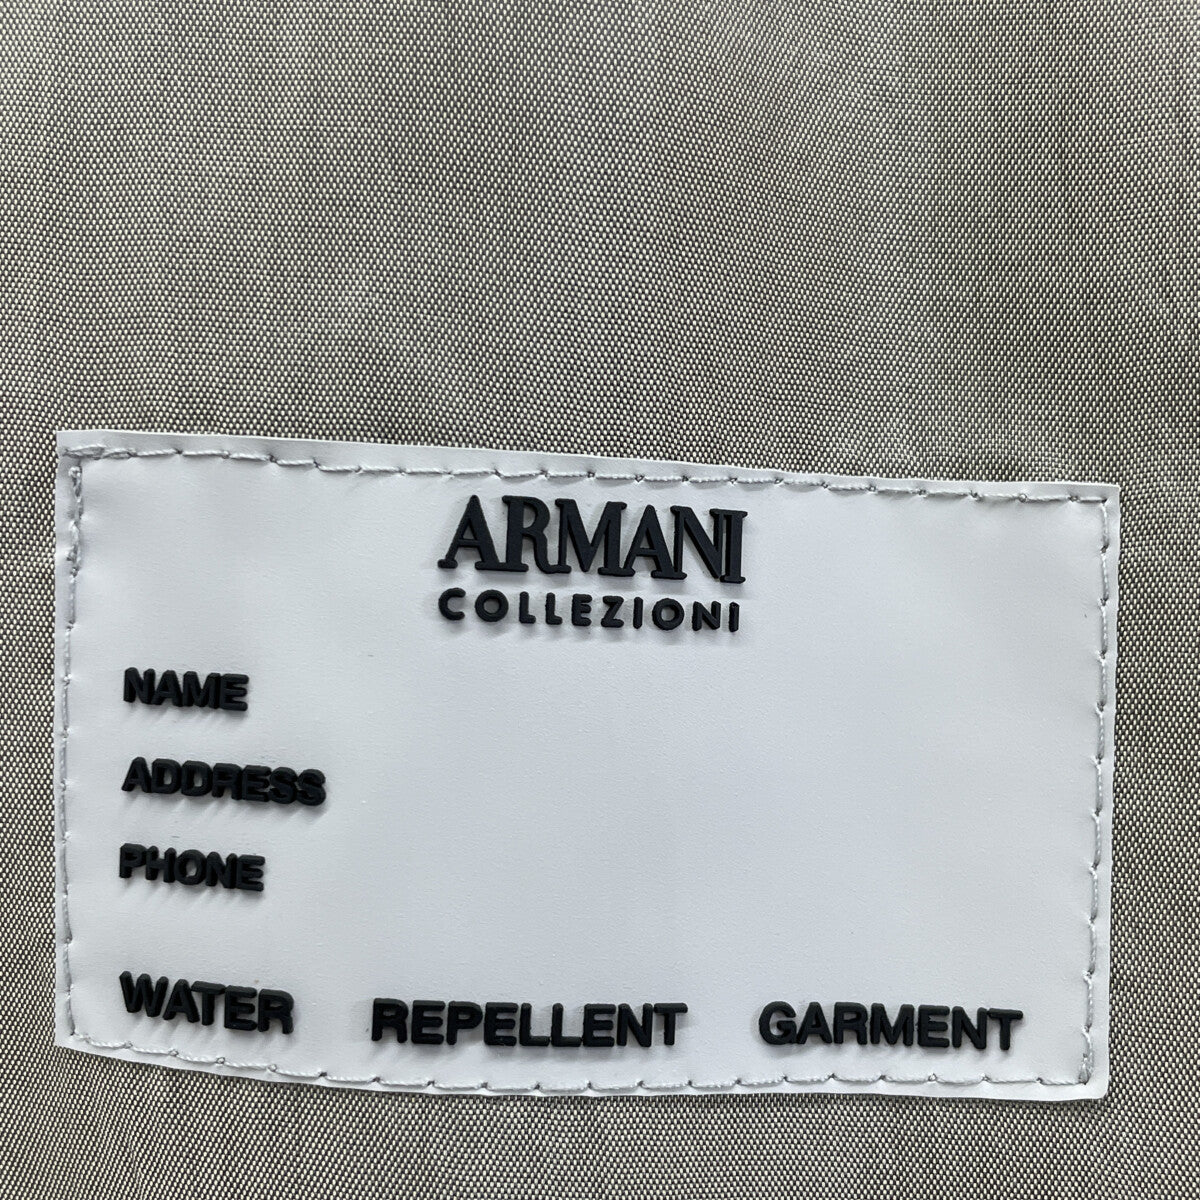 ARMANI
COLLEZIONI
NAME
ADDRESS
PHONE
WATER REPELLENT GARMENT